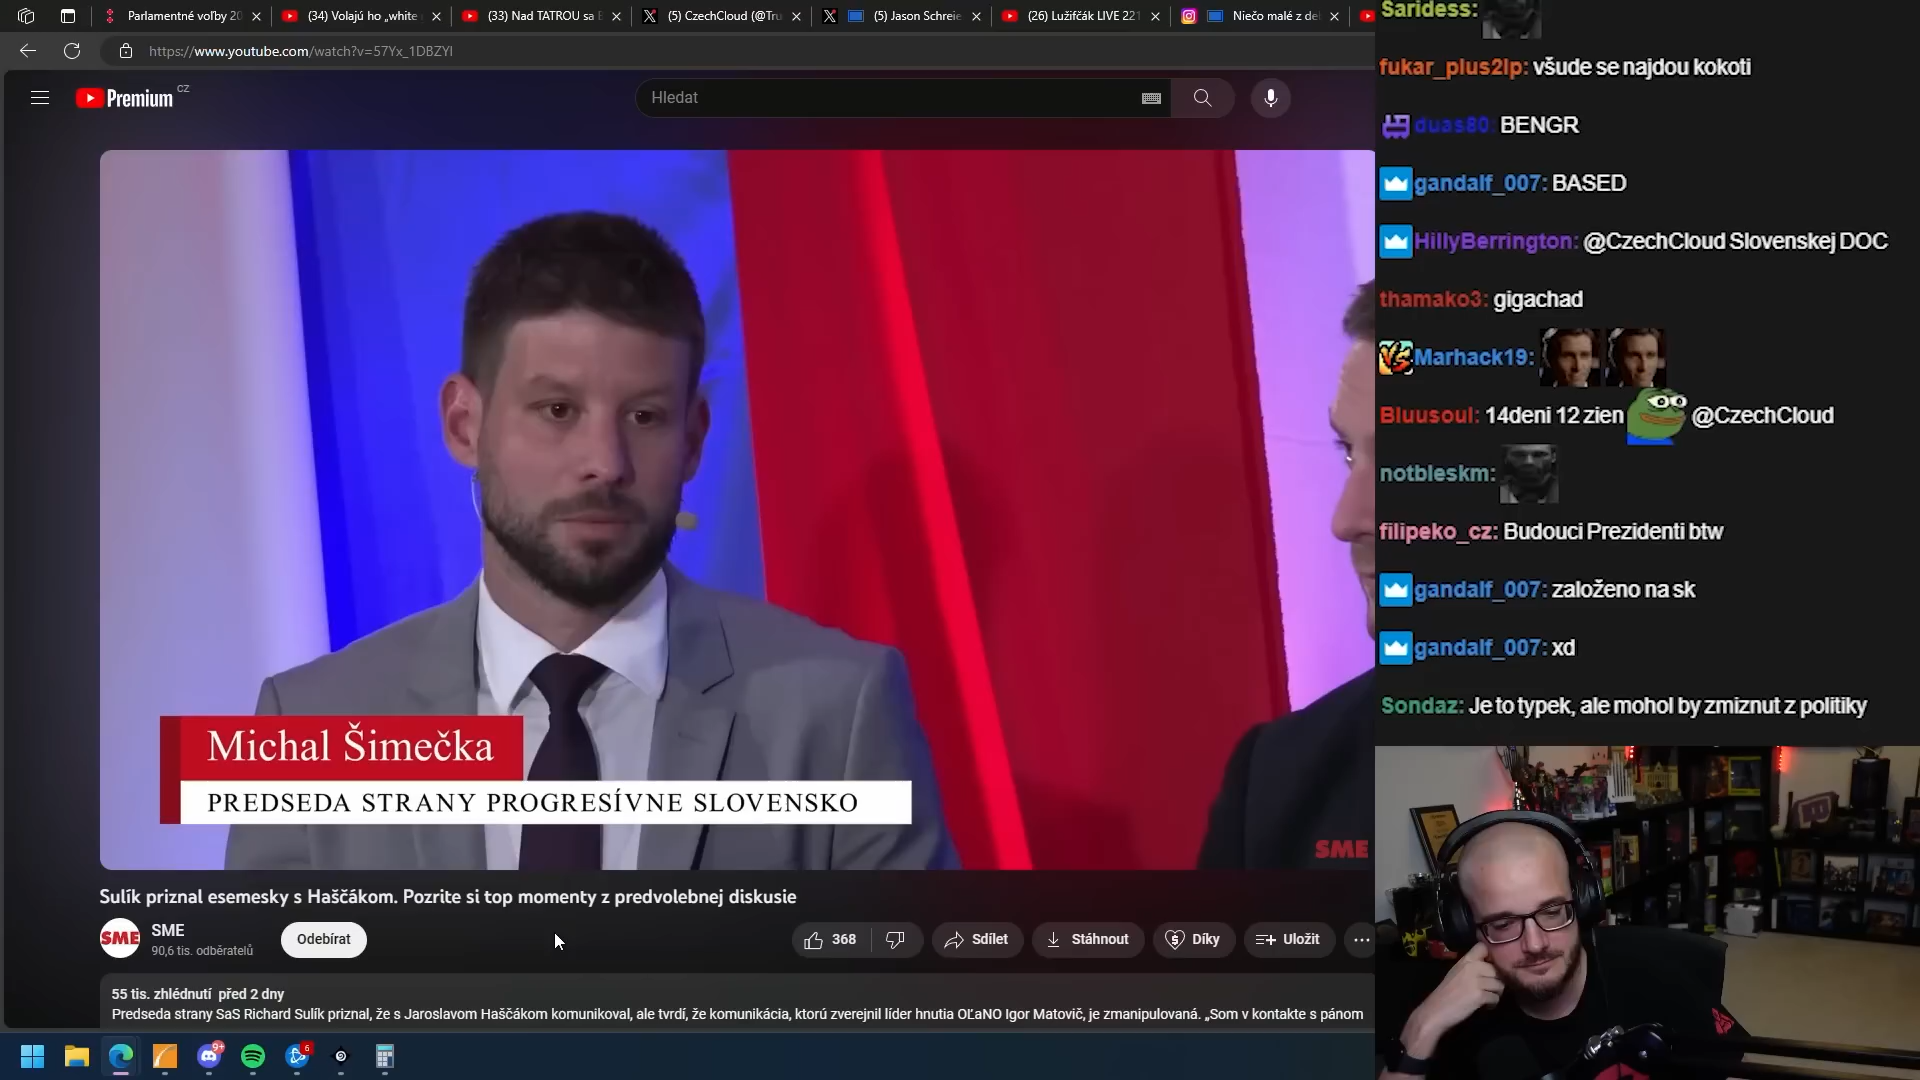 Parlamentné voľby 20
(34) Volajú ho „white
(33) Nad TATROU sa
(5) CzechCloud (@Tru
(5) Jason Schreie
(26) Lužifčák LIVE 221
Niečo malé z de
https://www.youtube.com/watch?v=57Yx_1DBZYI
Premium CZ
Hledat
Michal Šimečka
PREDSEDA STRANY PROGRESÍVNE SLOVENSKO
SME
Sulík priznal esemesky s Haščákom. Pozrite si top momenty z predvolebnej diskusie
SME
SME
90,6 tis. odběratelů
Odebírat
368
Sdílet
Stáhnout
Díky
Uložit
55 tis. zhlédnutí před 2 dny
Predseda strany SaS Richard Sulík priznal, že s Jaroslavom Haščákom komunikoval, ale tvrdí, že komunikácia, ktorú zverejnil líder hnutia OĽaNO Igor Matovič, je zmanipulovaná. „Som v kontakte s pánom
9+
6
Saridess:
fukar_plus2lp: všude se najdou kokoti
duas80: BENGR
gandalf_007: BASED
HillyBerrington: @CzechCloud Slovenskej DOC
thamako3: gigachad
VS Marhack19:
Bluusoul: 14deni 12 zien @CzechCloud
notbleskm:
filipeko_cz: Budouci Prezidenti btw
gandalf_007: založeno na sk
gandalf_007: xd
Sondaz: Je to typek, ale mohol by zmiznut z politiky